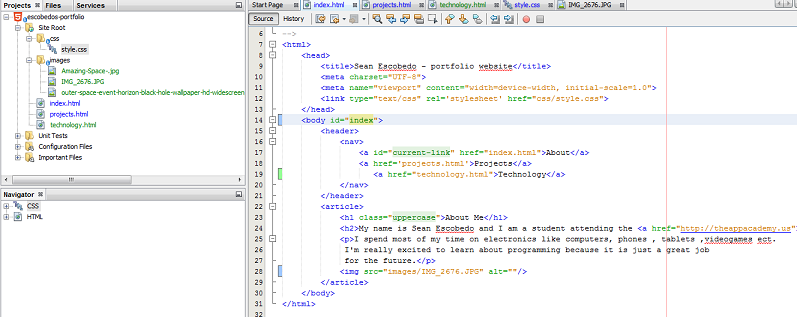 Projects Files Services
escobedos-portfolio
Site Root
css
style.css
images
Amazing-Space-.jpg
IMG_2676.JPG
outer-space-event-horizon-black-hole-wallpaper-hd-widescreen
index.html
projects.html
technology.html
Unit Tests
Configuration Files
Important Files
Navigator
CSS
HTML
Start Page index.html projects.html technology.html style.css IMG_2676.JPG
Source History
6 -->
7 <html>
8 <head>
9 <title>Sean Escobedo - portfolio website</title>
10 <meta charset="UTF-8">
11 <meta name="viewport" content="width=device-width, initial-scale=1.0">
12 <link type="text/css" rel='stylesheet' href="css/style.css">
13 </head>
14 <body id="index">
15 <header>
16 <nav>
17 <a id="current-link" href="index.html">About</a>
18 <a href='projects.html'>Projects</a>
19 <a href="technology.html">Technology</a>
20 </nav>
21 </header>
22 <article>
23 <h1 class="uppercase">About Me</h1>
24 <h2>My name is Sean Escobedo and I am a student attending the <a href="http://theappacademy.us"
25 <p>I spend most of my time on electronics like computers, phones , tablets ,videogames ect.
26 I'm really excited to learn about programming because it is just a great job
27 for the future.</p>
28 <img src="images/IMG_2676.JPG" alt=""/>
29 </article>
30 </body>
31 </html>
32